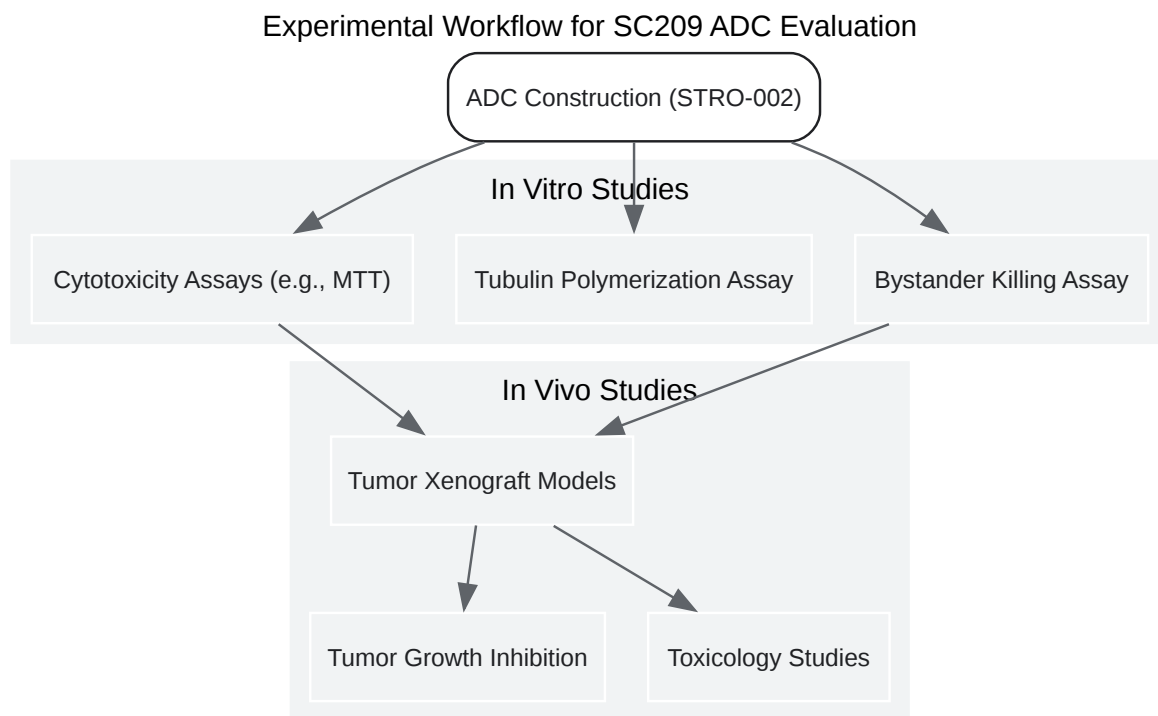 Experimental Workflow for SC209 ADC Evaluation
ADC Construction (STRO-002)
In Vitro Studies
Cytotoxicity Assays (e.g., MTT)
Tubulin Polymerization Assay
Bystander Killing Assay
In Vivo Studies
Tumor Xenograft Models
Tumor Growth Inhibition
Toxicology Studies